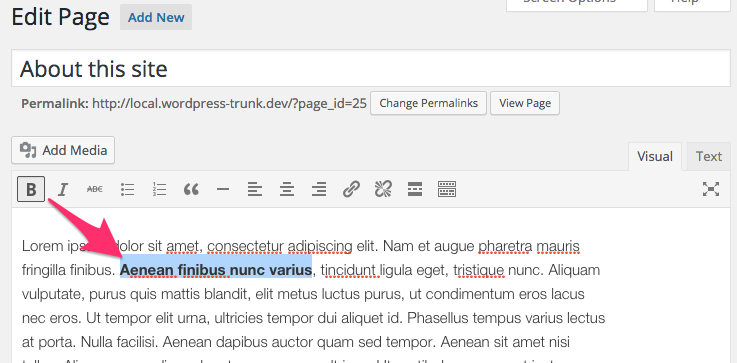 Screen Options Help
Edit Page Add New
About this site
Permalink: http://local.wordpress-trunk.dev/?page_id=25 Change Permalinks View Page
Add Media Visual Text
B I ABC
Lorem dolor sit amet, consectetur adipiscing elit. Nam et augue pharetra mauris
fringilla finibus. Aenean finibus nunc varius, tincidunt ligula eget, tristique nunc. Aliquam
vulputate, purus quis mattis blandit, elit metus luctus purus, ut condimentum eros lacus
nec eros. Ut tempor elit urna, ultricies tempor dui aliquet id. Phasellus tempus varius lectus
at porta. Nulla facilisi. Aenean dapibus auctor quam sed tempor. Aenean sit amet nisi